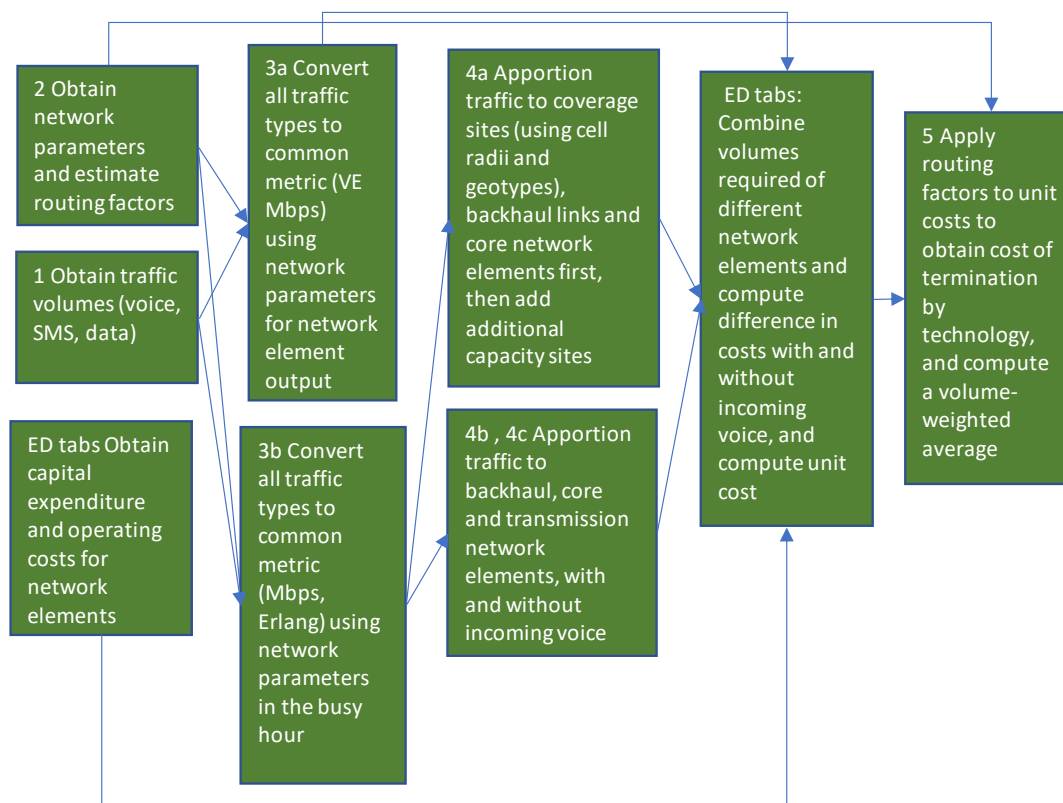 2 Obtain
network
parameters
and estimate
routing factors
1 Obtain traffic
volumes (voice,
SMS, data)
ED tabs Obtain
capital
expenditure
and operating
costs for
network
elements
3a Convert
all traffic
types to
common
metric (VE
Mbps)
using
network
parameters
for network
element
output
3b Convert
all traffic
types to
common
metric
(Mbps,
Erlang) using
network
parameters
in the busy
hour
4a Apportion
traffic to
coverage
sites (using cell
radii and
geotypes),
backhaul links and
core network
elements first,
then add
additional
capacity sites
4b , 4c Apportion
traffic to
backhaul, core
and transmission
network
elements, with
and without
incoming voice
ED tabs:
Combine
volumes
required of
different
network
elements and
compute
difference in
costs with and
without
incoming
voice, and
compute unit
cost
5 Apply
routing
factors to unit
costs to
obtain cost of
termination
by
technology,
and compute
a volume-
weighted
average